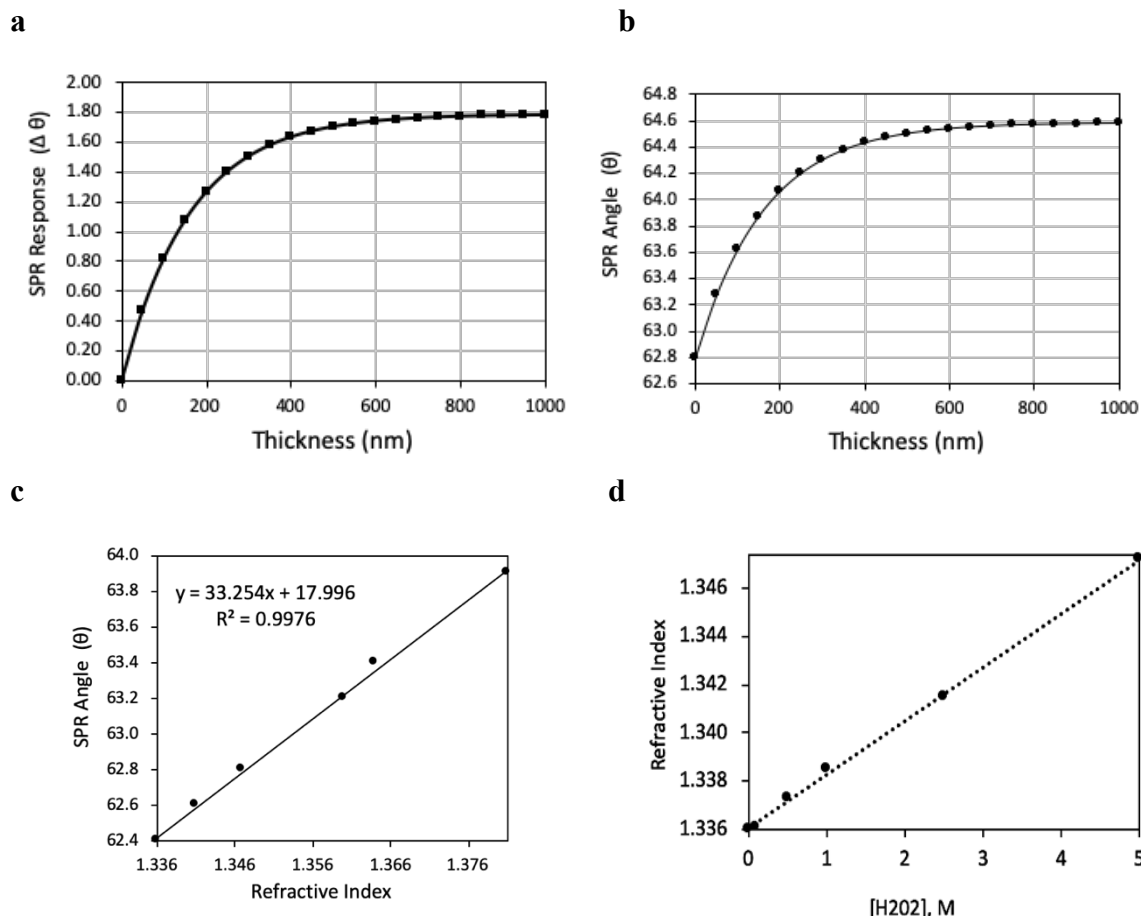 a
SPR Response (Δ θ)
2.00
1.80
1.60
1.40
1.20
1.00
0.80
0.60
0.40
0.20
0.00
0 200 400 600 800 1000
Thickness (nm)
b
SPR Angle (θ)
64.8
64.6
64.4
64.2
64.0
63.8
63.6
63.4
63.2
63.0
62.8
62.6
0 200 400 600 800 1000
Thickness (nm)
c
SPR Angle (θ)
64.0
63.8
63.6
63.4
63.2
63.0
62.8
62.6
62.4
y = 33.254x + 17.996
R² = 0.9976
1.336 1.346 1.356 1.366 1.376
Refractive Index
d
Refractive Index
1.346
1.344
1.342
1.340
1.338
1.336
0 1 2 3 4 5
[H202], M